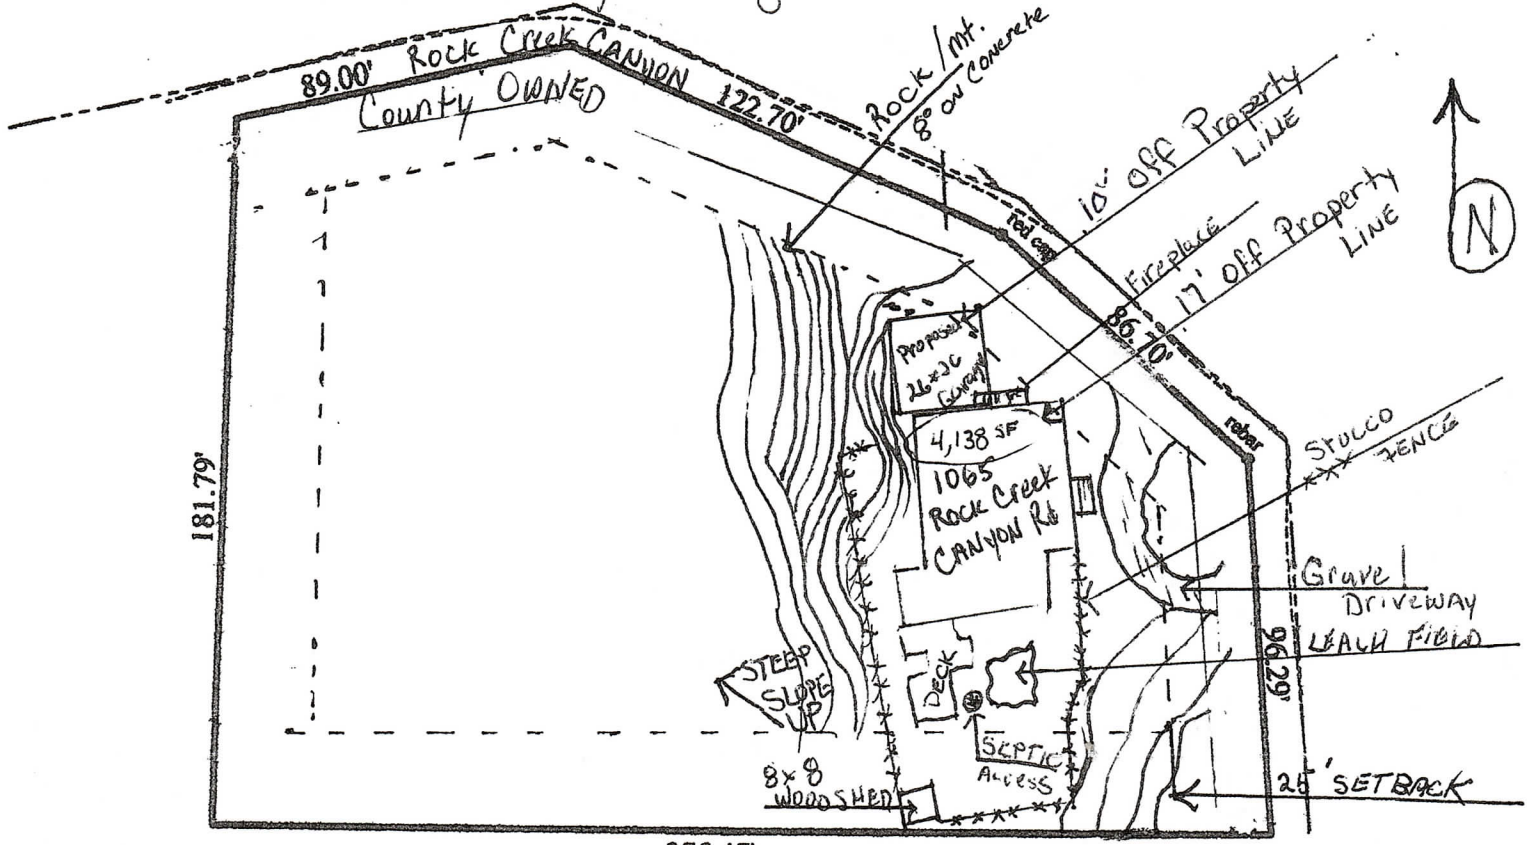 89.00' Rock Creek CANYON
County OWNED
122.70'
Rock/mt.
8" on Concrete
10' Off Property
LINE
red cap
Fireplace
17' Off Property
LINE
N
86.70'
Proposed
Garage
rebar
STUCCO
xxx FENCE
4,138 SF
1065
ROCK Creek
CANYON Rd
181.79'
Gravel
DRIVEWAY
LEACH FIELD
96.29'
STEEP
SLOPE
UP
DECK
SEPTIC
Access
8x8
WOODSHED
25' SETBACK